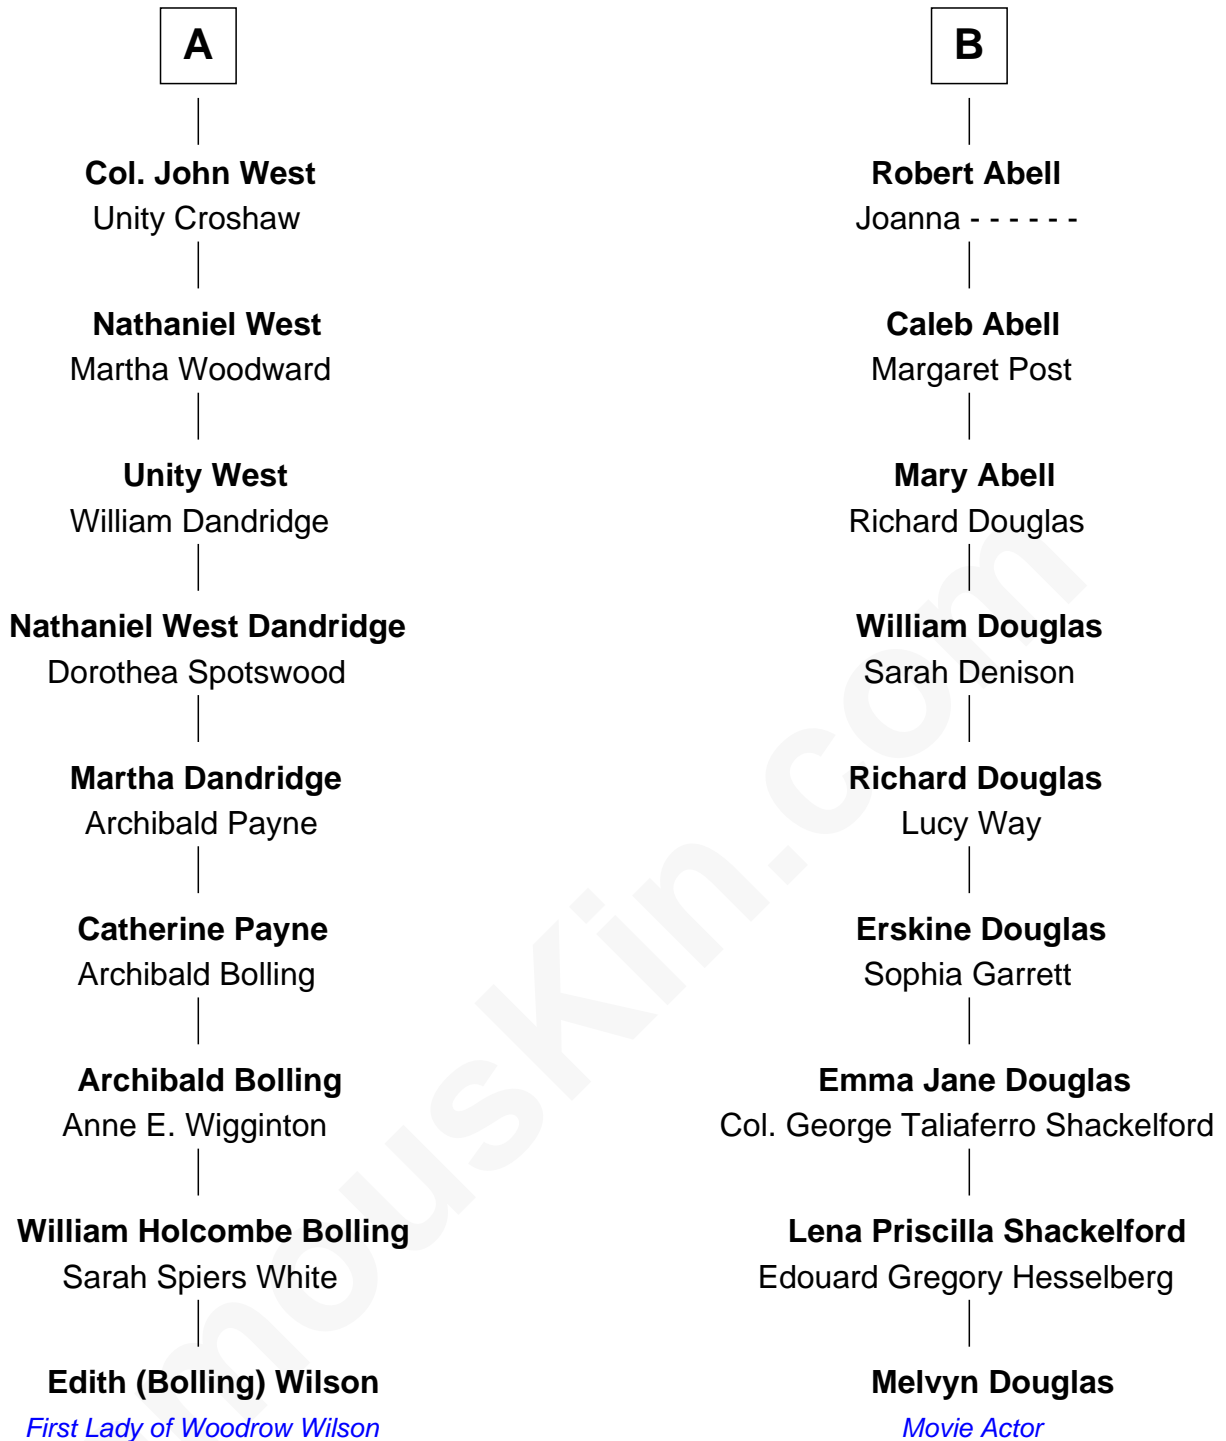 A
Col. John West
Unity Croshaw
Nathaniel West
Martha Woodward
Unity West
William Dandridge
Nathaniel West Dandridge
Dorothea Spotswood
Martha Dandridge
Archibald Payne
Catherine Payne
Archibald Bolling
Archibald Bolling
Anne E. Wigginton
William Holcombe Bolling
Sarah Spiers White
Edith (Bolling) Wilson
First Lady of Woodrow Wilson
B
Robert Abell
Joanna - - - - - -
Caleb Abell
Margaret Post
Mary Abell
Richard Douglas
William Douglas
Sarah Denison
Richard Douglas
Lucy Way
Erskine Douglas
Sophia Garrett
Emma Jane Douglas
Col. George Taliaferro Shackelford
Lena Priscilla Shackelford
Edouard Gregory Hesselberg
Melvyn Douglas
Movie Actor
mouskin.com